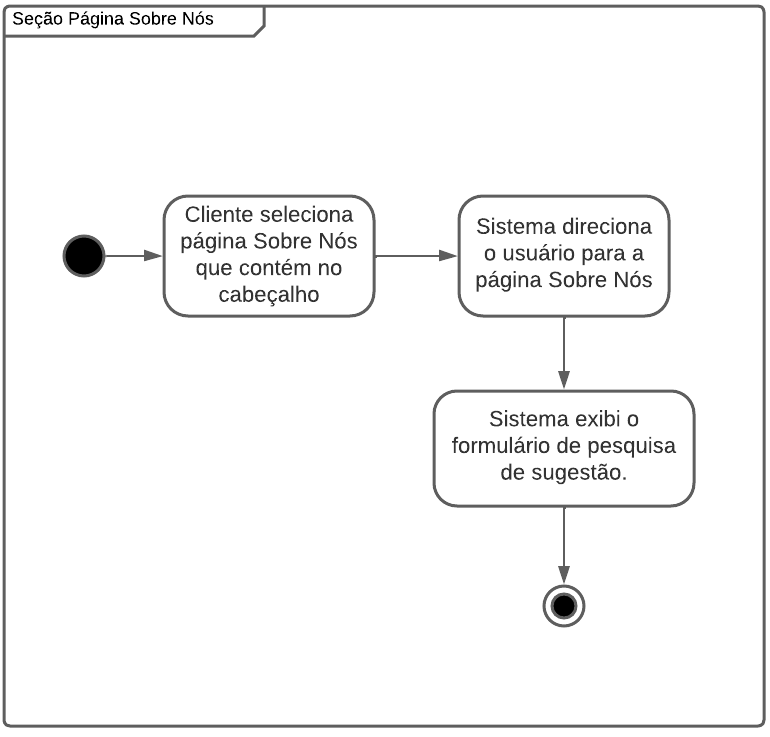 Seção Página Sobre Nós
Cliente seleciona
página Sobre Nós
que contém no
cabeçalho
Sistema direciona
o usuário para a
página Sobre Nós
Sistema exibi o
formulário de pesquisa
de sugestão.